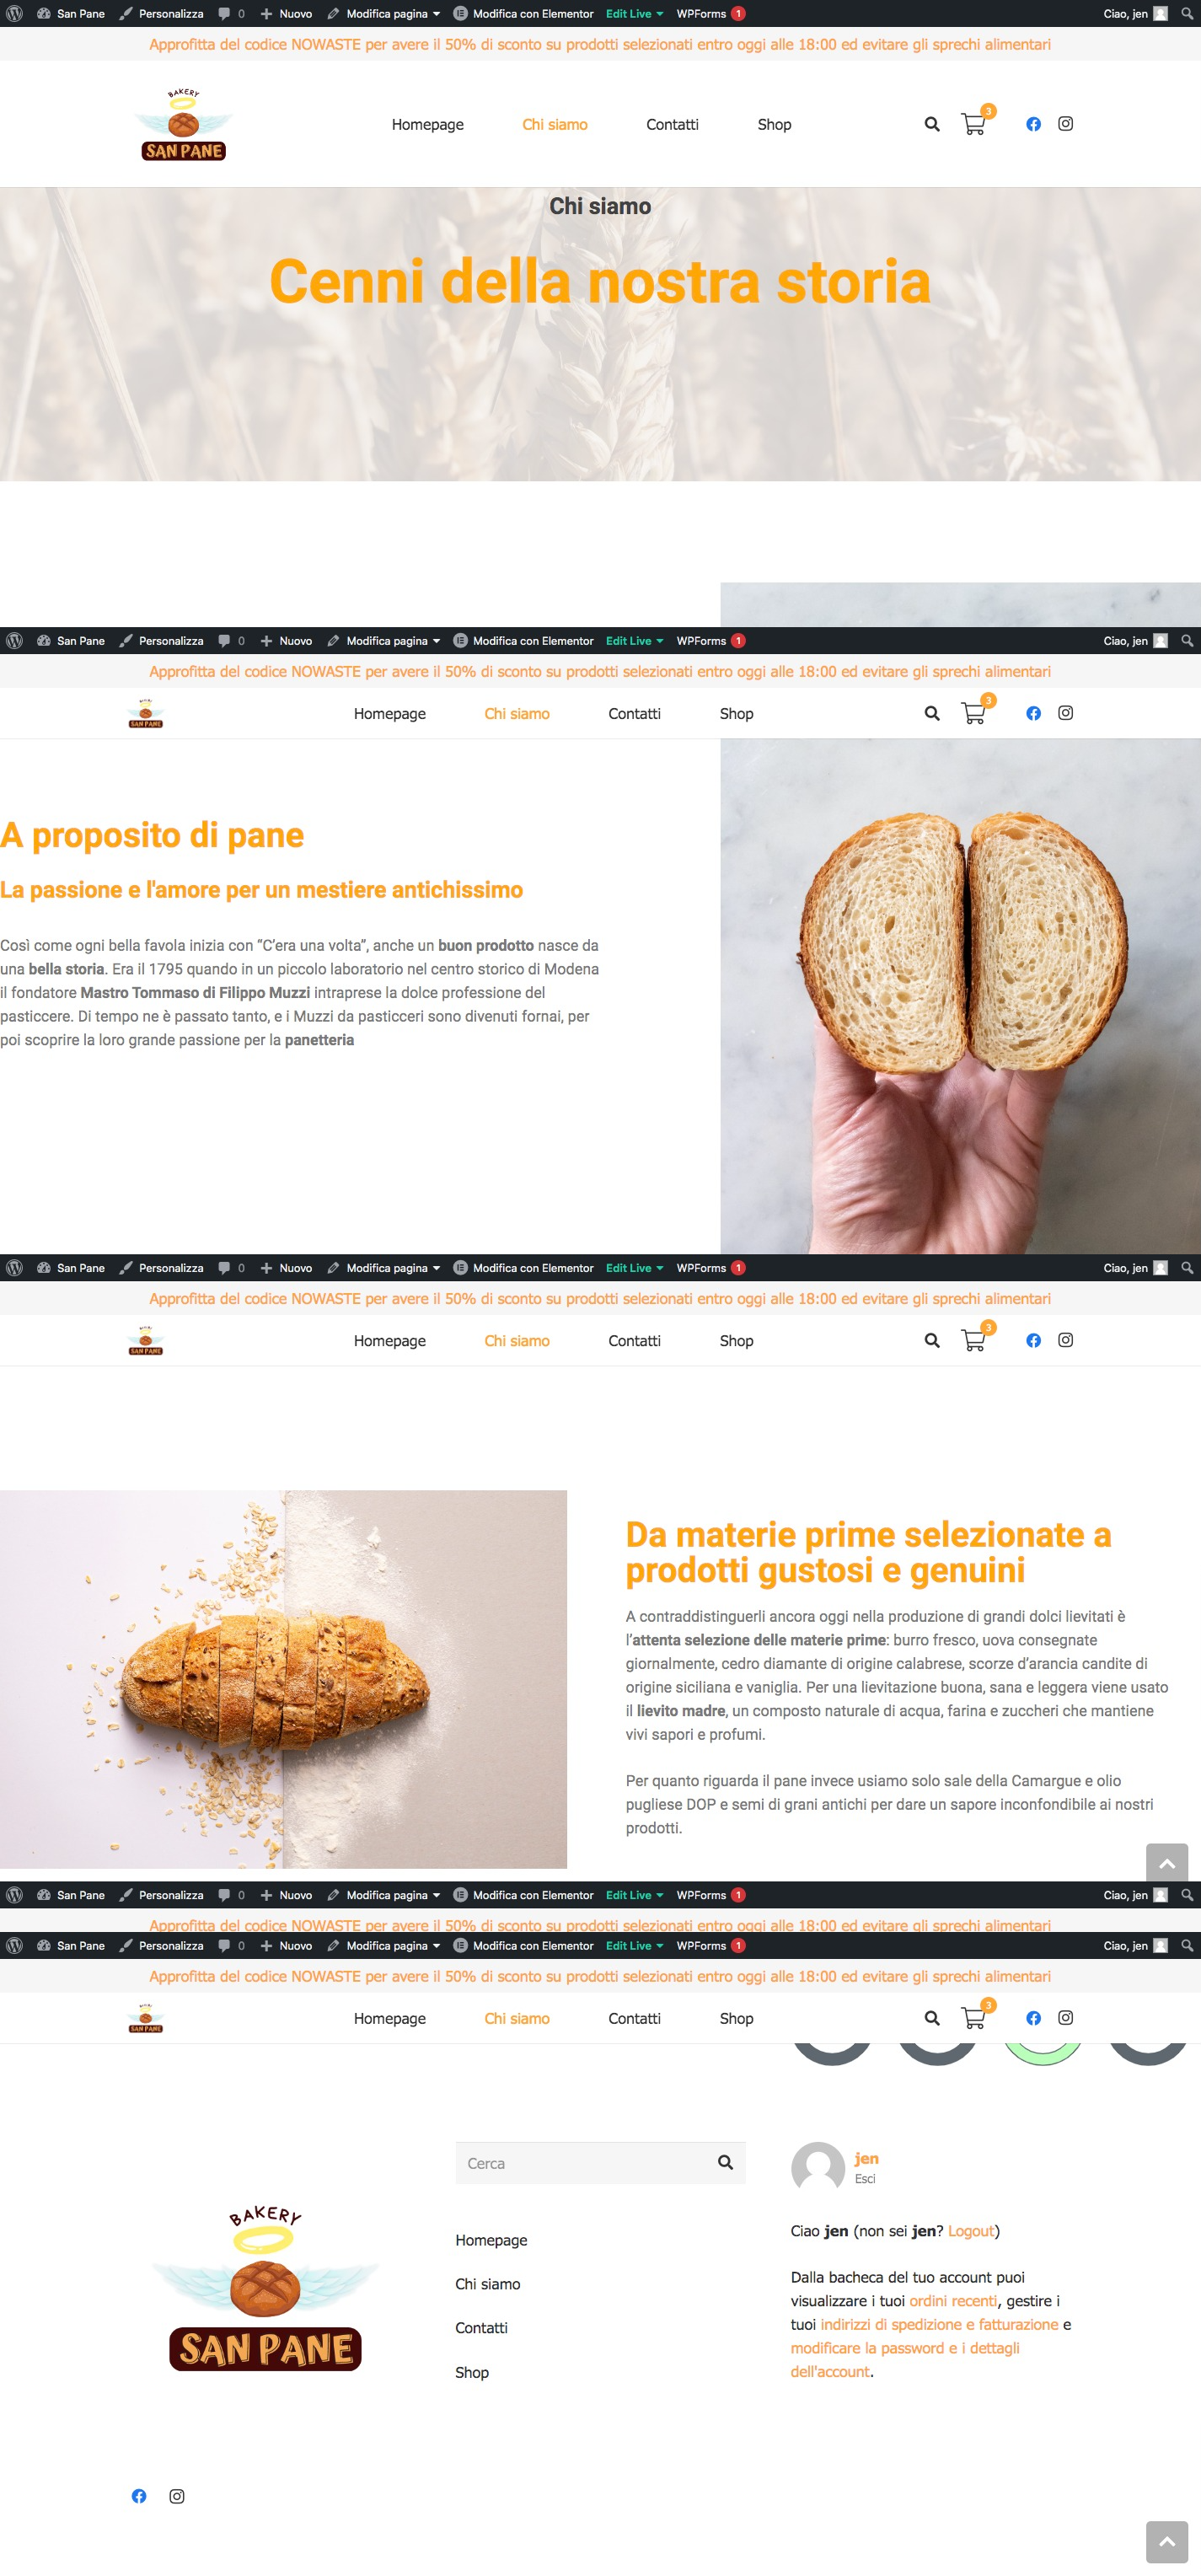 San Pane Personalizza 0 Nuovo Modifica pagina Modifica con Elementor Edit Live WPForms 1 Ciao, jen
Approfitta del codice NOWASTE per avere il 50% di sconto su prodotti selezionati entro oggi alle 18:00 ed evitare gli sprechi alimentari
BAKERY
SAN PANE
Homepage Chi siamo Contatti Shop 3
Chi siamo
Cenni della nostra storia
San Pane Personalizza 0 Nuovo Modifica pagina Modifica con Elementor Edit Live WPForms 1 Ciao, jen
Approfitta del codice NOWASTE per avere il 50% di sconto su prodotti selezionati entro oggi alle 18:00 ed evitare gli sprechi alimentari
BAKERY
SAN PANE
Homepage Chi siamo Contatti Shop 3
A proposito di pane
La passione e l'amore per un mestiere antichissimo
Così come ogni bella favola inizia con “C’era una volta”, anche un buon prodotto nasce da
una bella storia. Era il 1795 quando in un piccolo laboratorio nel centro storico di Modena
il fondatore Mastro Tommaso di Filippo Muzzi intraprese la dolce professione del
pasticcere. Di tempo ne è passato tanto, e i Muzzi da pasticceri sono divenuti fornai, per
poi scoprire la loro grande passione per la panetteria
San Pane Personalizza 0 Nuovo Modifica pagina Modifica con Elementor Edit Live WPForms 1 Ciao, jen
Approfitta del codice NOWASTE per avere il 50% di sconto su prodotti selezionati entro oggi alle 18:00 ed evitare gli sprechi alimentari
BAKERY
SAN PANE
Homepage Chi siamo Contatti Shop 3
Da materie prime selezionate a
prodotti gustosi e genuini
A contraddistinguerli ancora oggi nella produzione di grandi dolci lievitati è
l’attenta selezione delle materie prime: burro fresco, uova consegnate
giornalmente, cedro diamante di origine calabrese, scorze d’arancia candite di
origine siciliana e vaniglia. Per una lievitazione buona, sana e leggera viene usato
il lievito madre, un composto naturale di acqua, farina e zuccheri che mantiene
vivi sapori e profumi.
Per quanto riguarda il pane invece usiamo solo sale della Camargue e olio
pugliese DOP e semi di grani antichi per dare un sapore inconfondibile ai nostri
prodotti.
San Pane Personalizza 0 Nuovo Modifica pagina Modifica con Elementor Edit Live WPForms 1 Ciao, jen
Approfitta del codice NOWASTE per avere il 50% di sconto su prodotti selezionati entro oggi alle 18:00 ed evitare gli sprechi alimentari
San Pane Personalizza 0 Nuovo Modifica pagina Modifica con Elementor Edit Live WPForms 1 Ciao, jen
Approfitta del codice NOWASTE per avere il 50% di sconto su prodotti selezionati entro oggi alle 18:00 ed evitare gli sprechi alimentari
BAKERY
SAN PANE
Homepage Chi siamo Contatti Shop 3
BAKERY
SAN PANE
Cerca
Homepage
Chi siamo
Contatti
Shop
jen
Esci
Ciao jen (non sei jen? Logout)
Dalla bacheca del tuo account puoi
visualizzare i tuoi ordini recenti, gestire i
tuoi indirizzi di spedizione e fatturazione e
modificare la password e i dettagli
dell'account.